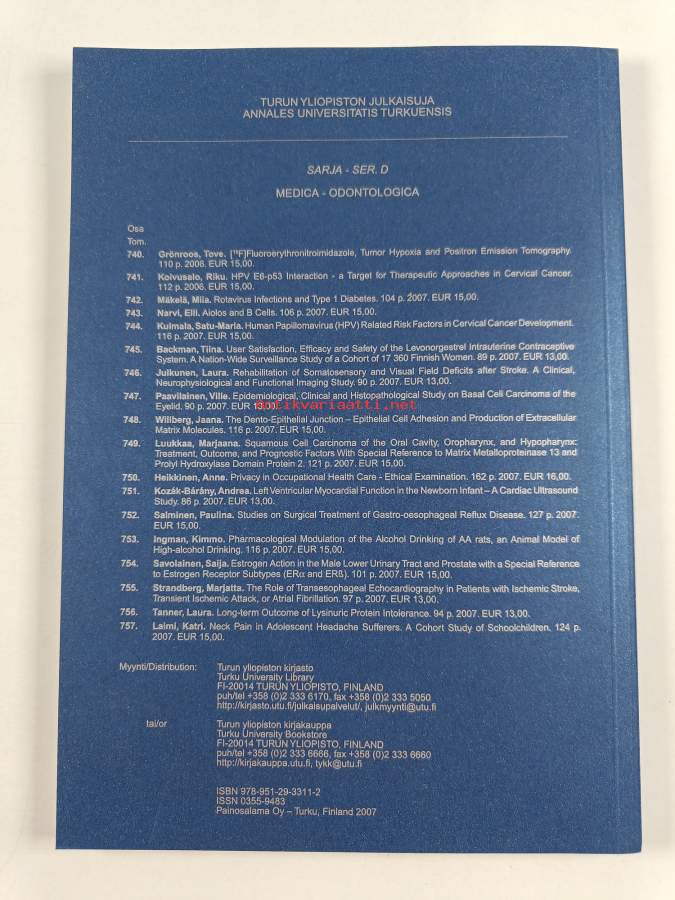 TURUN YLIOPISTON JULKAISUJA
ANNALES UNIVERSITATIS TURKUENSIS
SARJA - SER. D
MEDICA - ODONTOLOGICA
Osa
Tom.
740. Grönroos, Tove. [¹⁸F]Fluoroerythronitroimidazole, Tumor Hypoxia and Positron Emission Tomography.
110 p. 2006. EUR 15,00.
741. Koivusalo, Riku. HPV E6-p53 Interaction - a Target for Therapeutic Approaches in Cervical Cancer.
112 p. 2006. EUR 15,00.
742. Mäkelä, Miia. Rotavirus Infections and Type 1 Diabetes. 104 p. 2007. EUR 15,00.
743. Narvi, Elli. Aiolos and B Cells. 106 p. 2007. EUR 15,00.
744. Kulmala, Satu-Maria. Human Papillomavirus (HPV) Related Risk Factors in Cervical Cancer Development.
116 p. 2007. EUR 15,00.
745. Backman, Tiina. User Satisfaction, Efficacy and Safety of the Levonorgestrel Intrauterine Contraceptive
System. A Nation-Wide Surveillance Study of a Cohort of 17 360 Finnish Women. 89 p. 2007. EUR 13,00.
746. Julkunen, Laura. Rehabilitation of Somatosensory and Visual Field Deficits after Stroke. A Clinical,
Neurophysiological and Functional Imaging Study. 90 p. 2007. EUR 13,00.
747. Paavilainen, Ville. Epidemiological, Clinical and Histopathological Study on Basal Cell Carcinoma of the
Eyelid. 90 p. 2007. EUR 13,00.
antikvariaatti.net
748. Willberg, Jaana. The Dento-Epithelial Junction – Epithelial Cell Adhesion and Production of Extracellular
Matrix Molecules. 116 p. 2007. EUR 15,00.
749. Luukkaa, Marjaana. Squamous Cell Carcinoma of the Oral Cavity, Oropharynx, and Hypopharynx:
Treatment, Outcome, and Prognostic Factors With Special Reference to Matrix Metalloproteinase 13 and
Prolyl Hydroxylase Domain Protein 2. 121 p. 2007. EUR 15,00.
750. Heikkinen, Anne. Privacy in Occupational Health Care - Ethical Examination. 162 p. 2007. EUR 16,00.
751. Kozák-Bárány, Andrea. Left Ventricular Myocardial Function in the Newborn Infant – A Cardiac Ultrasound
Study. 86 p. 2007. EUR 13,00.
752. Salminen, Paulina. Studies on Surgical Treatment of Gastro-oesophageal Reflux Disease. 127 p. 2007.
EUR 15,00.
753. Ingman, Kimmo. Pharmacological Modulation of the Alcohol Drinking of AA rats, an Animal Model of
High-alcohol Drinking. 116 p. 2007. EUR 15,00.
754. Savolainen, Saija. Estrogen Action in the Male Lower Urinary Tract and Prostate with a Special Reference
to Estrogen Receptor Subtypes (ERα and ERß). 101 p. 2007. EUR 15,00.
755. Strandberg, Marjatta. The Role of Transesophageal Echocardiography in Patients with Ischemic Stroke,
Transient Ischemic Attack, or Atrial Fibrillation. 97 p. 2007. EUR 13,00.
756. Tanner, Laura. Long-term Outcome of Lysinuric Protein Intolerance. 94 p. 2007. EUR 13,00.
757. Laimi, Katri. Neck Pain in Adolescent Headache Sufferers. A Cohort Study of Schoolchildren. 124 p.
2007. EUR 15,00.
Myynti/Distribution: Turun yliopiston kirjasto
Turku University Library
FI-20014 TURUN YLIOPISTO, FINLAND
puh/tel +358 (0)2 333 6170, fax +358 (0)2 333 5050
http://kirjasto.utu.fi/julkaisupalvelut/, julkmyynti@utu.fi
tai/or Turun yliopiston kirjakauppa
Turku University Bookstore
FI-20014 TURUN YLIOPISTO, FINLAND
puh/tel +358 (0)2 333 6666, fax +358 (0)2 333 6660
http://kirjakauppa.utu.fi, tykk@utu.fi
ISBN 978-951-29-3311-2
ISSN 0355-9483
Painosalama Oy – Turku, Finland 2007